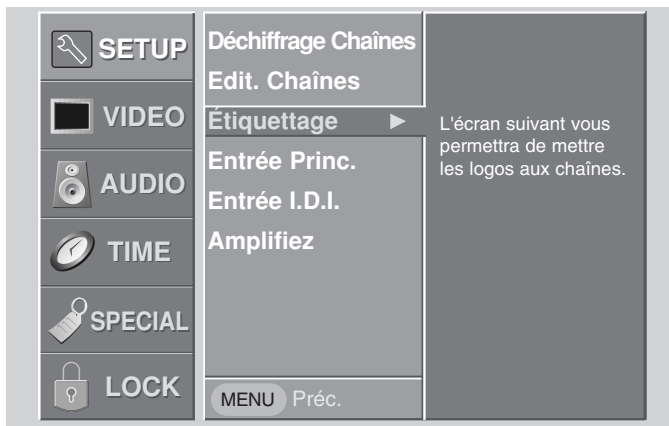 SETUP
VIDEO
AUDIO
TIME
SPECIAL
LOCK
Déchiffrage Chaînes
Edit. Chaînes
Étiquettage ►
Entrée Princ.
Entrée I.D.I.
Amplifiez
MENU Préc.
L'écran suivant vous
permettra de mettre
les logos aux chaînes.